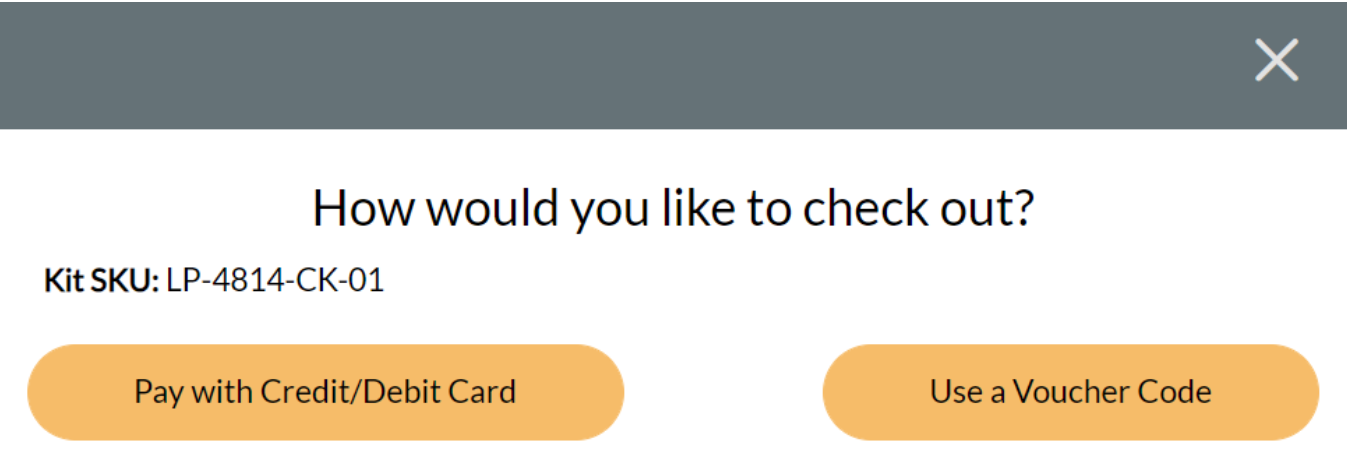 How would you like to check out?
Kit SKU: LP-4814-CK-01
Pay with Credit/Debit Card
Use a Voucher Code